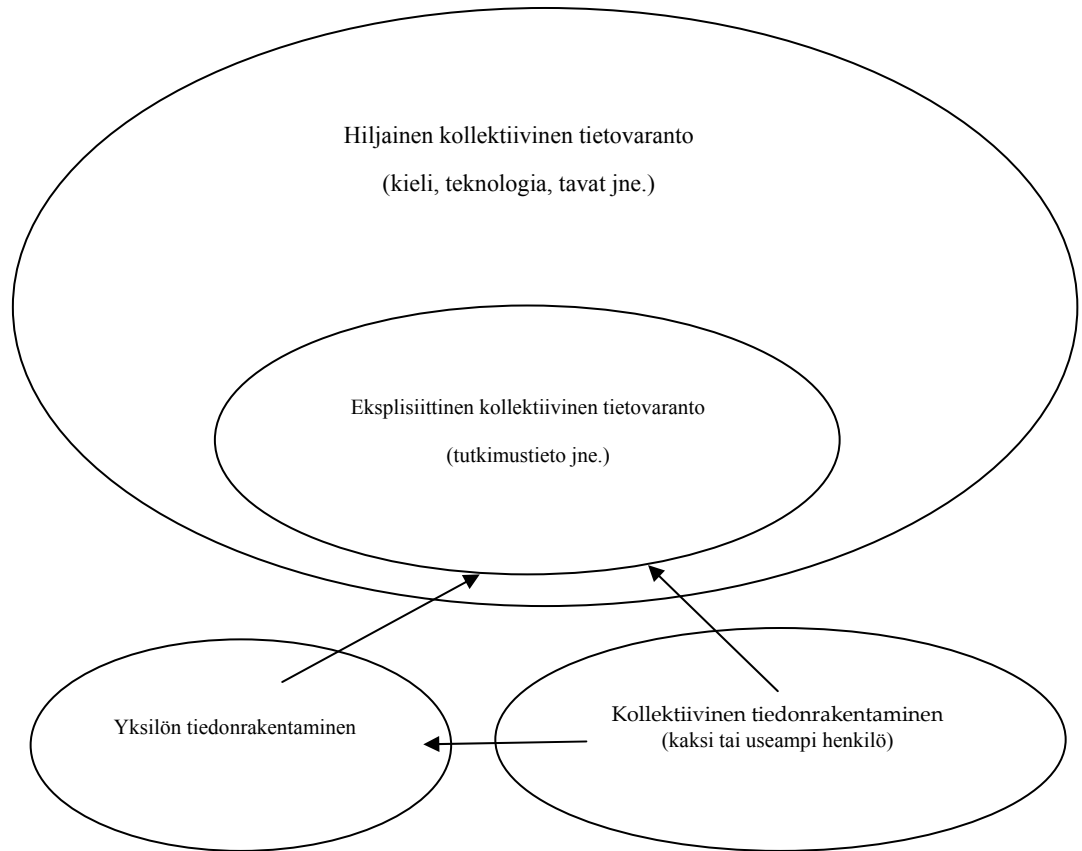 Hiljainen kollektiivinen tietovaranto
(kieli, teknologia, tavat jne.)
Eksplisiittinen kollektiivinen tietovaranto
(tutkimustieto jne.)
Yksilön tiedonrakentaminen
Kollektiivinen tiedonrakentaminen
(kaksi tai useampi henkilö)